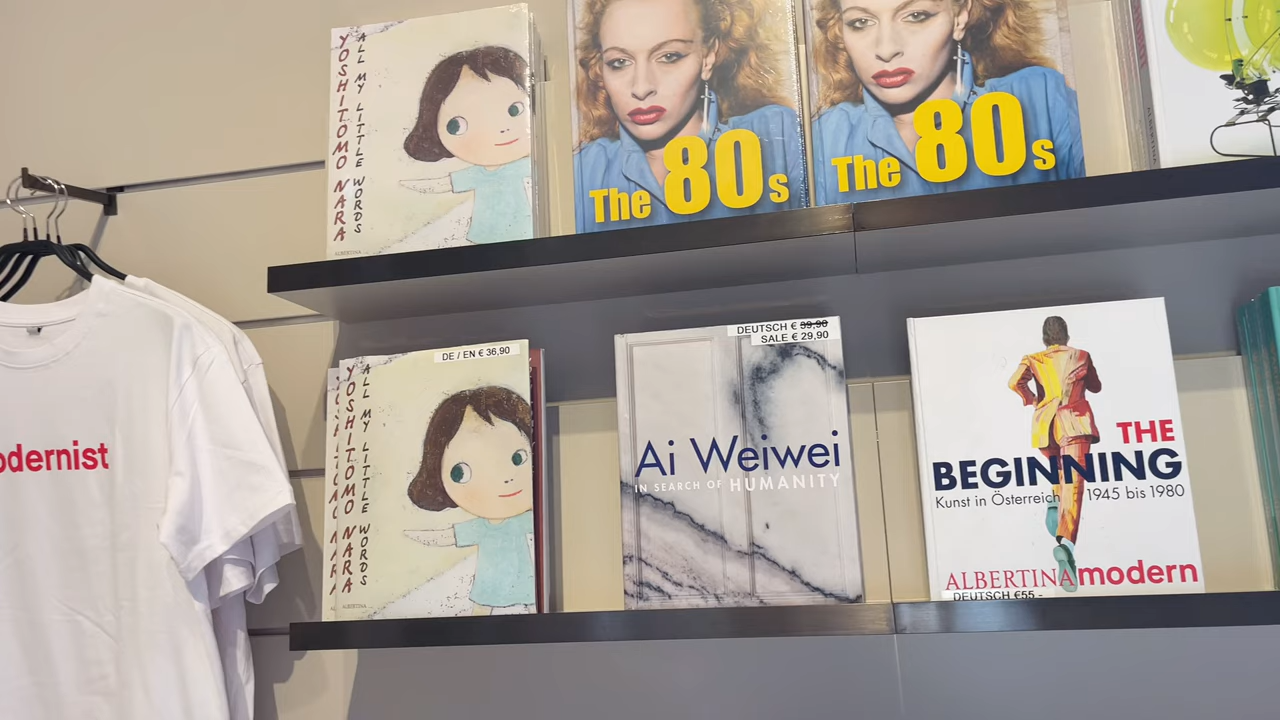 YOSHITOMO NARA
ALL MY LITTLE WORDS
ALBERTINA
The 80s
The 80s
odernist
YOSHITOMO NARA
ALL MY LITTLE WORDS
DE / EN € 36,90
ALBERTINA
DEUTSCH € 39,90
SALE € 29,90
Ai Weiwei
IN SEARCH OF HUMANITY
THE
BEGINNING
Kunst in Österreich 1945 bis 1980
ALBERTINA modern
DEUTSCH €55.-